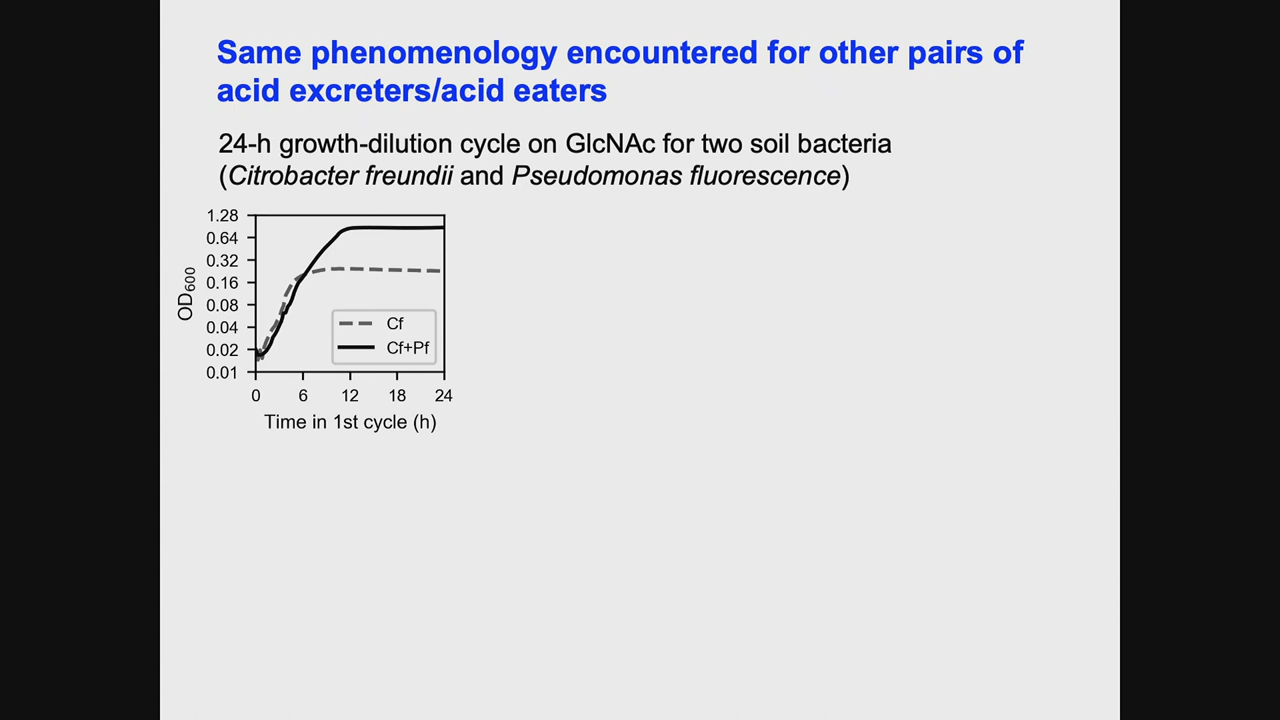 Same phenomenology encountered for other pairs of
acid excreters/acid eaters
24-h growth-dilution cycle on GlcNAc for two soil bacteria
(Citrobacter freundii and Pseudomonas fluorescence)
1.28
0.64
0.32
0.16
0.08
0.04
0.02
0.01
OD600
Cf
Cf+Pf
0 6 12 18 24
Time in 1st cycle (h)